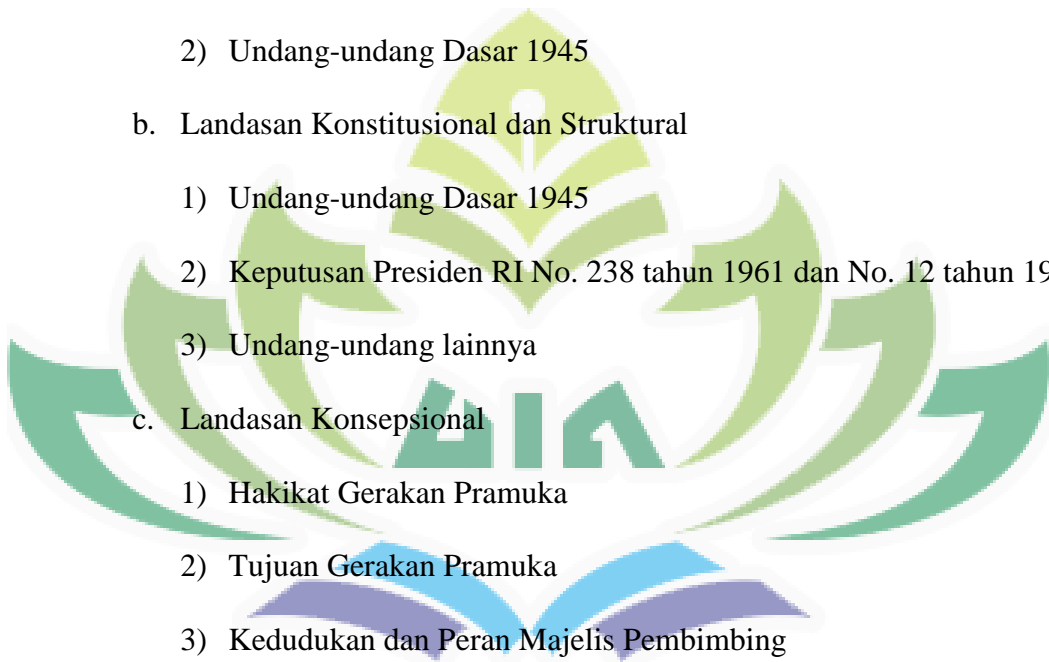 2) Undang-undang Dasar 1945
b. Landasan Konstitusional dan Struktural
1) Undang-undang Dasar 1945
2) Keputusan Presiden RI No. 238 tahun 1961 dan No. 12 tahun 19
3) Undang-undang lainnya
c. Landasan Konsepsional
1) Hakikat Gerakan Pramuka
2) Tujuan Gerakan Pramuka
3) Kedudukan dan Peran Majelis Pembimbing